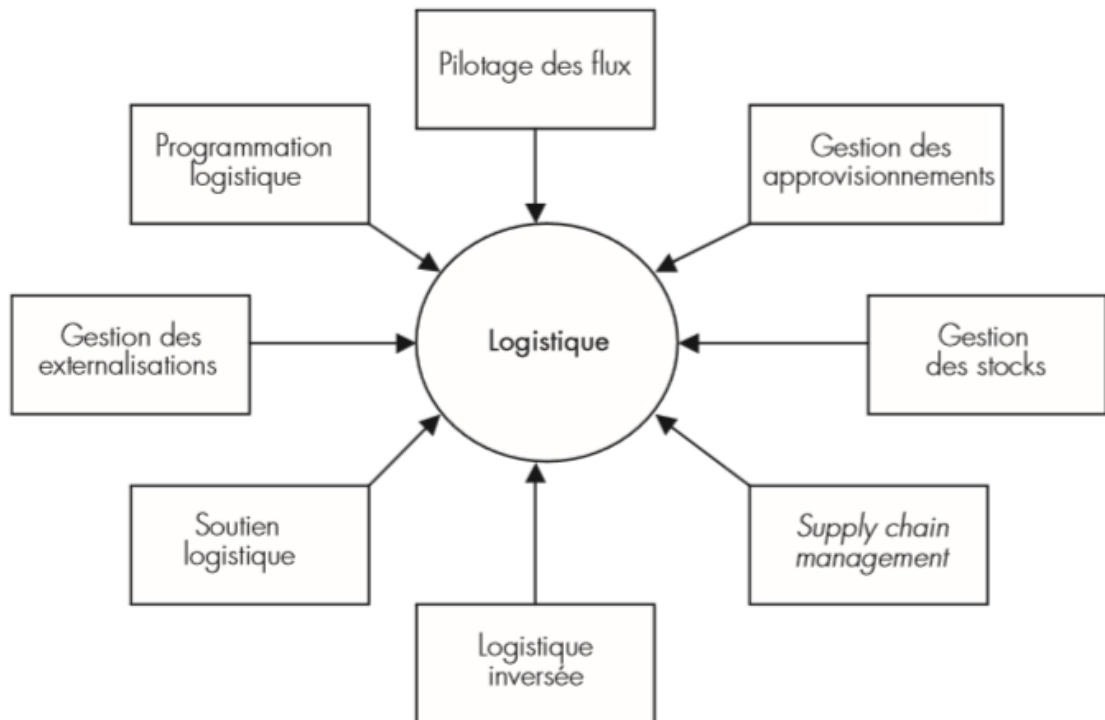 Pilotage des flux
Programmation
logistique
Gestion des
approvisionnements
Gestion des
externalisations
Logistique
Gestion
des stocks
Soutien
logistique
Supply chain
management
Logistique
inversée